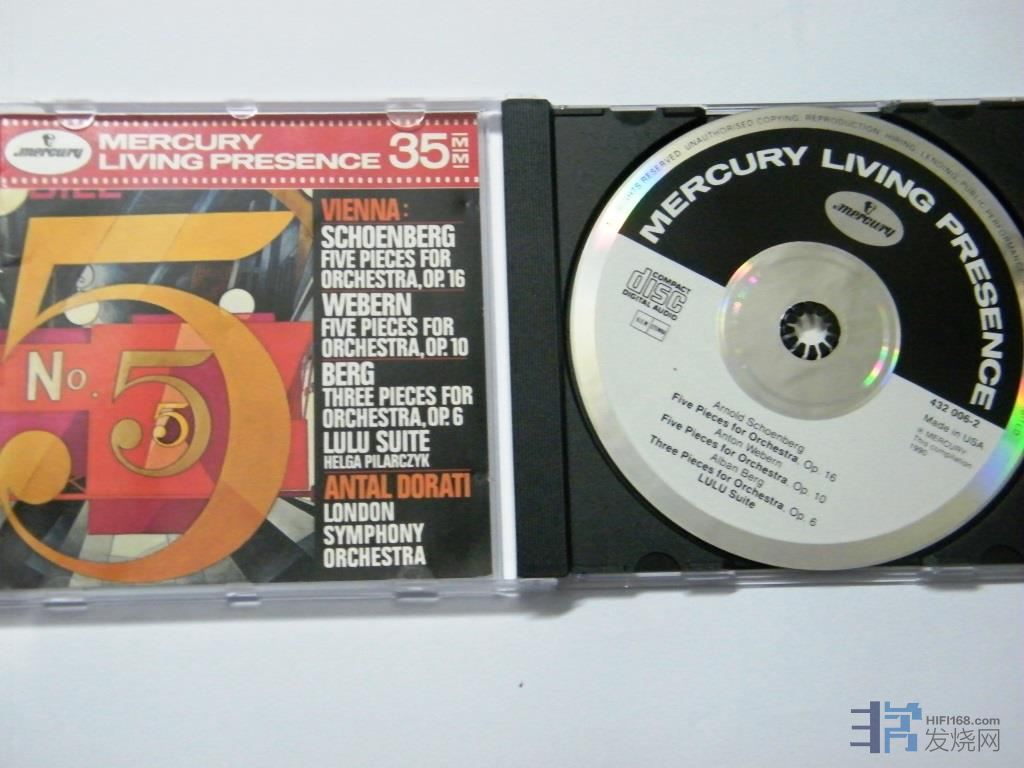 mercury
MERCURY
LIVING PRESENCE
35
MM
BILL
No. 5
5
5
5
VIENNA:
SCHOENBERG
FIVE PIECES FOR
ORCHESTRA, OP. 16
WEBERN
FIVE PIECES FOR
ORCHESTRA, OP. 10
BERG
THREE PIECES FOR
ORCHESTRA, OP. 6
LULU SUITE
HELGA PILARCZYK
ANTAL DORATI
LONDON
SYMPHONY
ORCHESTRA
RESERVED. UNAUTHORISED COPYING, REPRODUCTION, HIRING, LENDING, PUBLIC PERFORMANCE
MERCURY LIVING PRESENCE
mercury
COMPACT
disc
DIGITAL AUDIO
432 006-2
Made in USA
℗ MERCURY
This compilation
1990
Arnold Schoenberg
Five Pieces for Orchestra, Op. 16
Anton Webern
Five Pieces for Orchestra, Op. 10
Alban Berg
Three Pieces for Orchestra, Op. 6
LULU Suite
HIFI168.com
发烧网